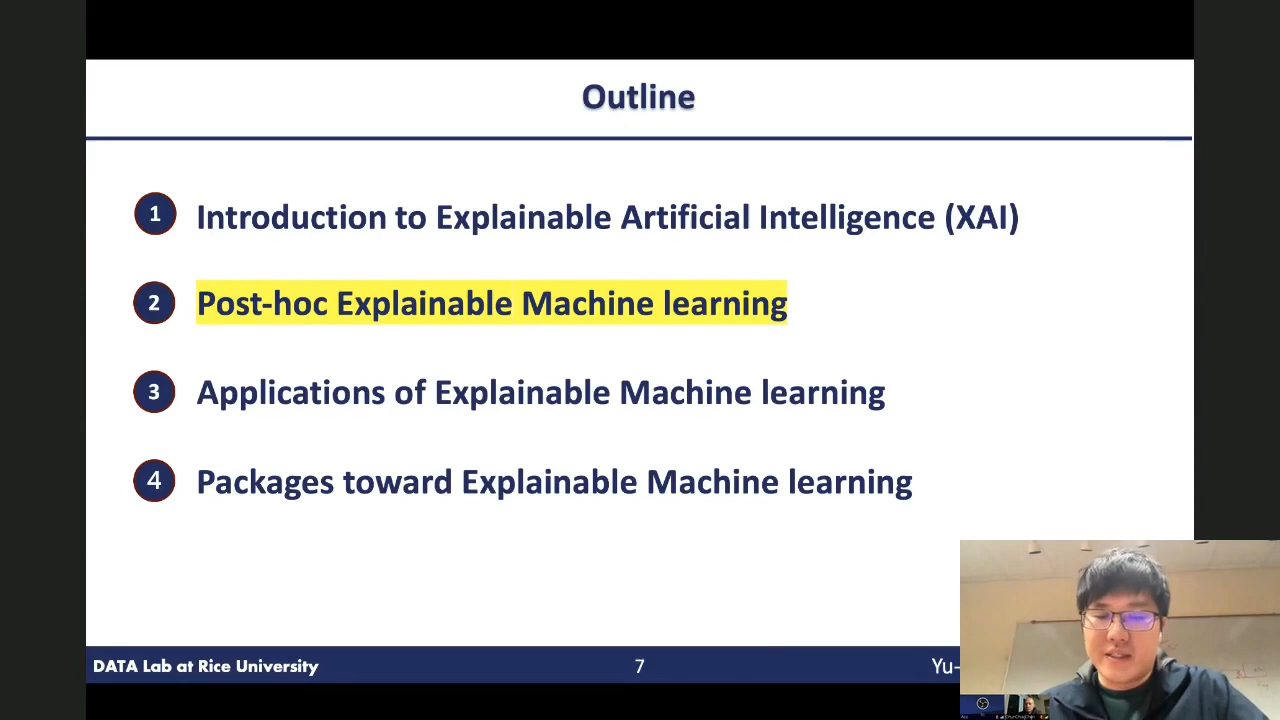 Outline
1 Introduction to Explainable Artificial Intelligence (XAI)
2 Post-hoc Explainable Machine learning
3 Applications of Explainable Machine learning
4 Packages toward Explainable Machine learning
DATA Lab at Rice University
7
Yu-